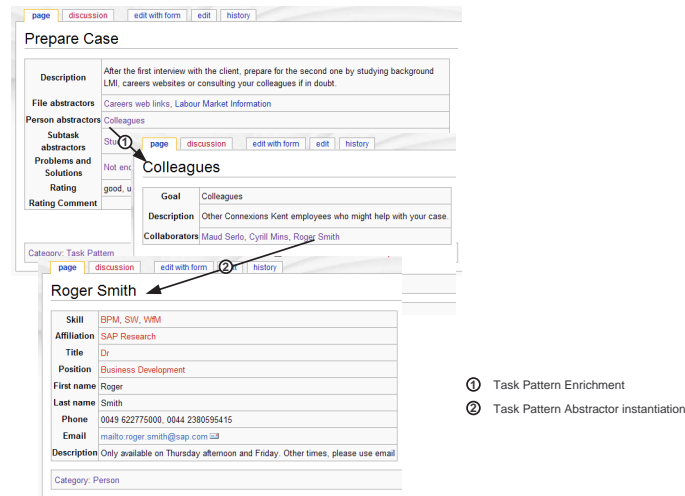 page discussion edit with form edit history
Prepare Case
Description After the first interview with the client, prepare for the second one by studying background
LMI, careers websites or consulting your colleagues if in doubt.
File abstractors Careers web links, Labour Market Information
Person abstractors Colleagues
Subtask
abstractors
Problems and
Solutions Not
Rating good,
Rating Comment
Category: Task Pattern
1
page discussion edit with form edit history
Colleagues
Goal Colleagues
Description Other Connexions Kent employees who might help with your case.
Collaborators Maud Serlo, Cyrill Mins, Roger Smith
2
page discussion edit with form history
Roger Smith
Skill BPM, SW, WfM
Affiliation SAP Research
Title Dr
Position Business Development
First name Roger
Last name Smith
Phone 0049 622775000, 0044 2380595415
Email mailto:roger.smith@sap.com
Description Only available on Thursday afternoon and Friday. Other times, please use email
Category: Person
1 Task Pattern Enrichment
2 Task Pattern Abstractor instantiation